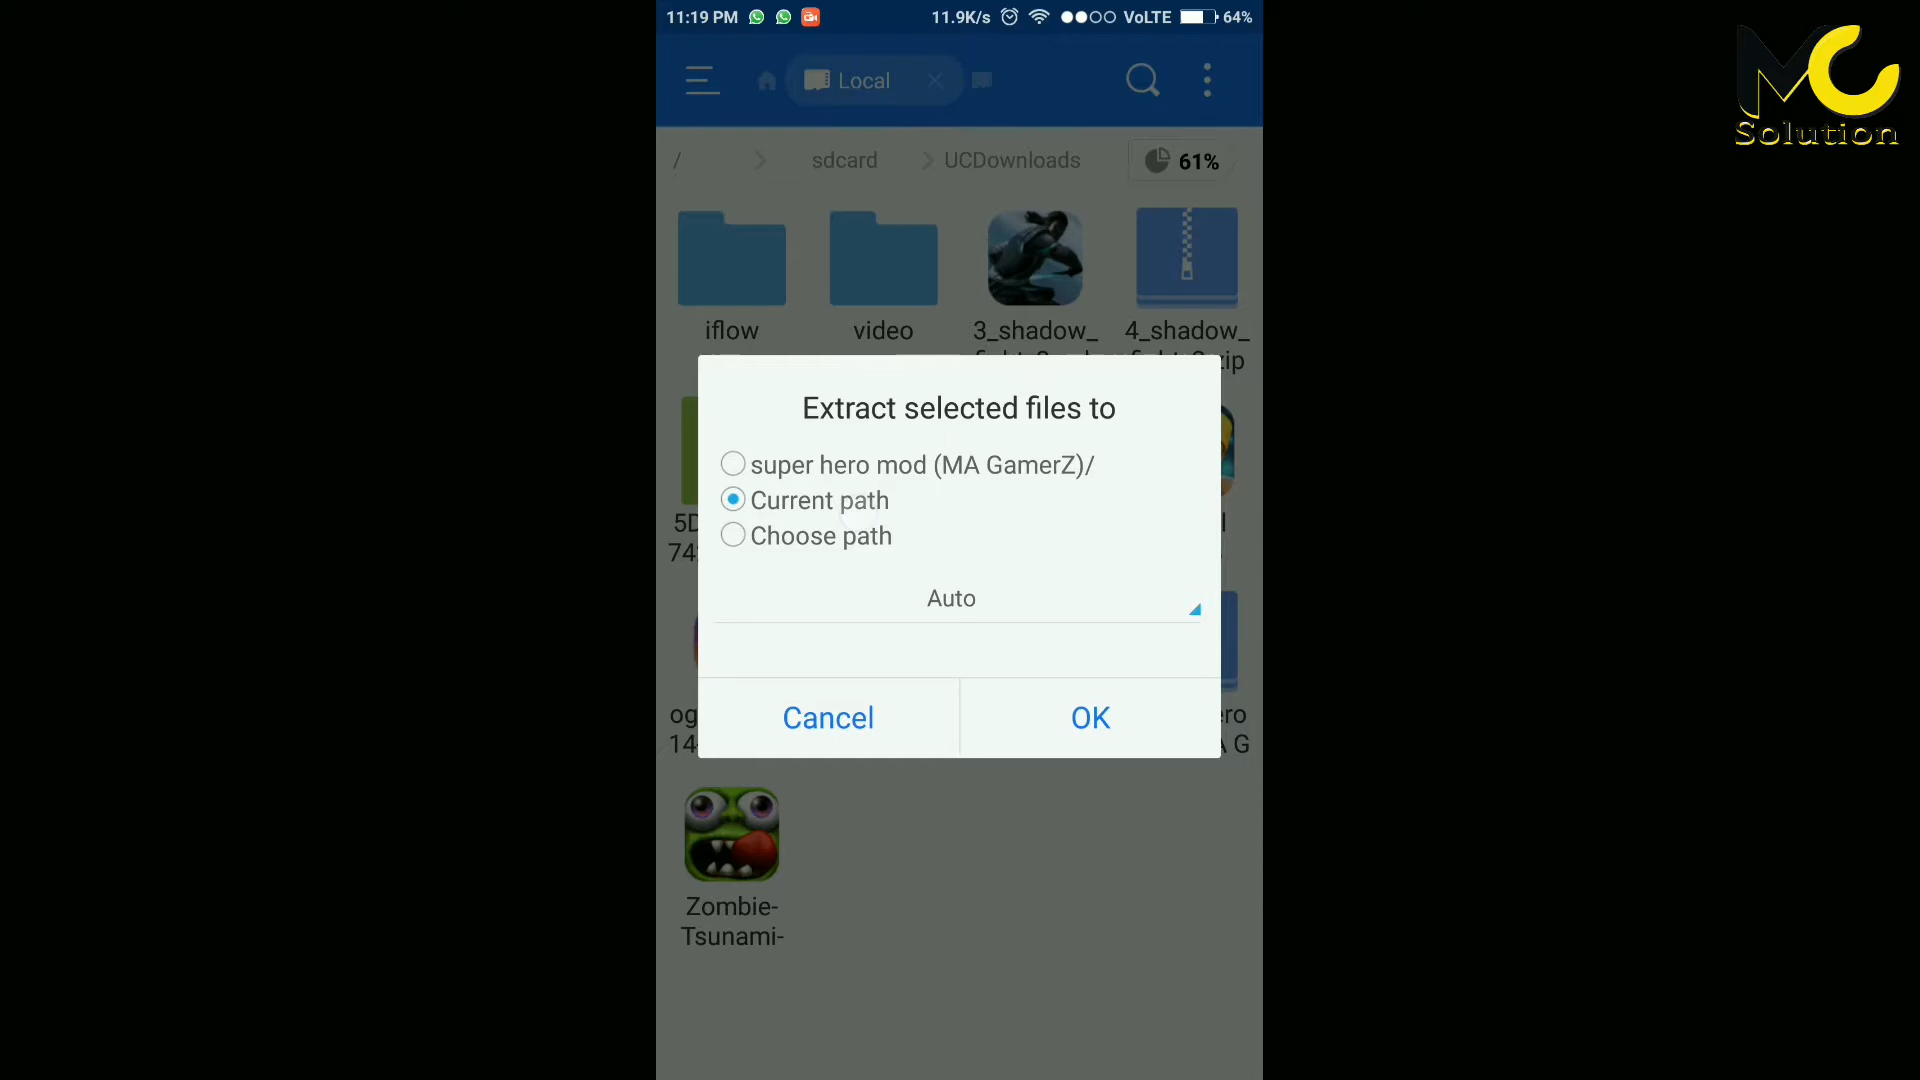 11:19 PM
11.9K/s
VoLTE
64%
MC
Solution
Local
/
sdcard
UCDownloads
61%
iflow
video
3_shadow_
4_shadow_
zip
Extract selected files to
super hero mod (MA GamerZ)/
Current path
Choose path
Auto
Cancel
OK
5D
74
og
14
ro
A G
Zombie-
Tsunami-